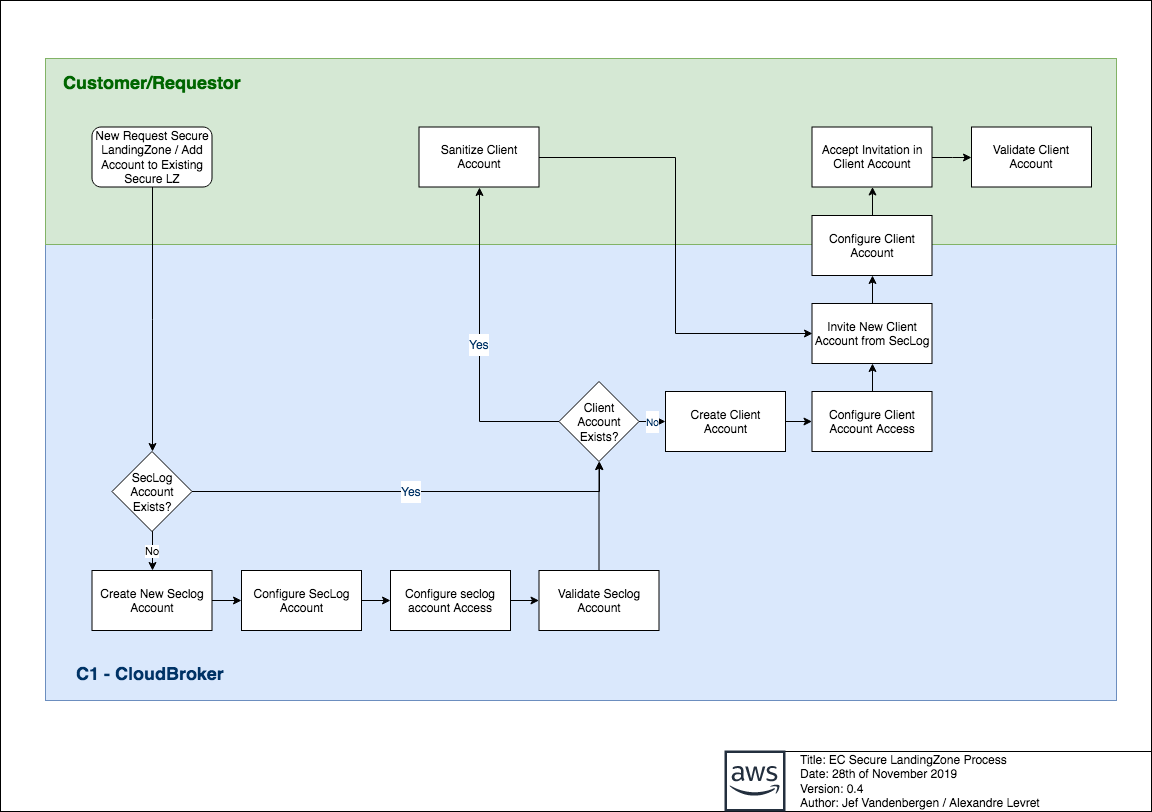 Customer/Requestor
New Request Secure
LandingZone / Add
Account to Existing
Secure LZ
Sanitize Client
Account
Accept Invitation in
Client Account
Validate Client
Account
Configure Client
Account
Invite New Client
Account from SecLog
Yes
Client
Account
Exists?
No
Create Client
Account
Configure Client
Account Access
SecLog
Account
Exists?
Yes
No
Create New Seclog
Account
Configure SecLog
Account
Configure seclog
account Access
Validate Seclog
Account
C1 - CloudBroker
aws
Title: EC Secure LandingZone Process
Date: 28th of November 2019
Version: 0.4
Author: Jef Vandenbergen / Alexandre Levret